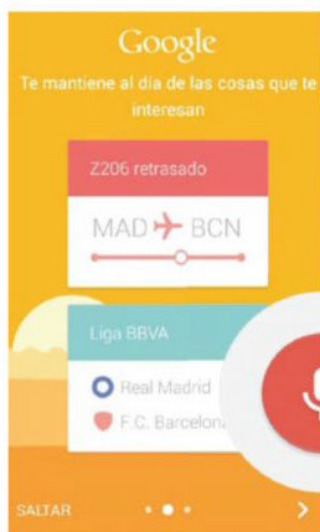 Google
Te mantiene al día de las cosas que te
interesan
Z206 retrasado
MAD BCN
Liga BBVA
Real Madrid
F.C. Barcelona
SALTAR